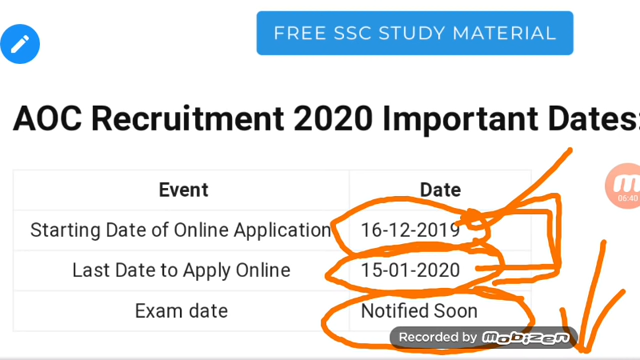 FREE SSC STUDY MATERIAL
AOC Recruitment 2020 Important Dates:
Event Date
Starting Date of Online Application 16-12-2019
Last Date to Apply Online 15-01-2020
Exam date Notified Soon
06:40
Recorded by MOBIZEN